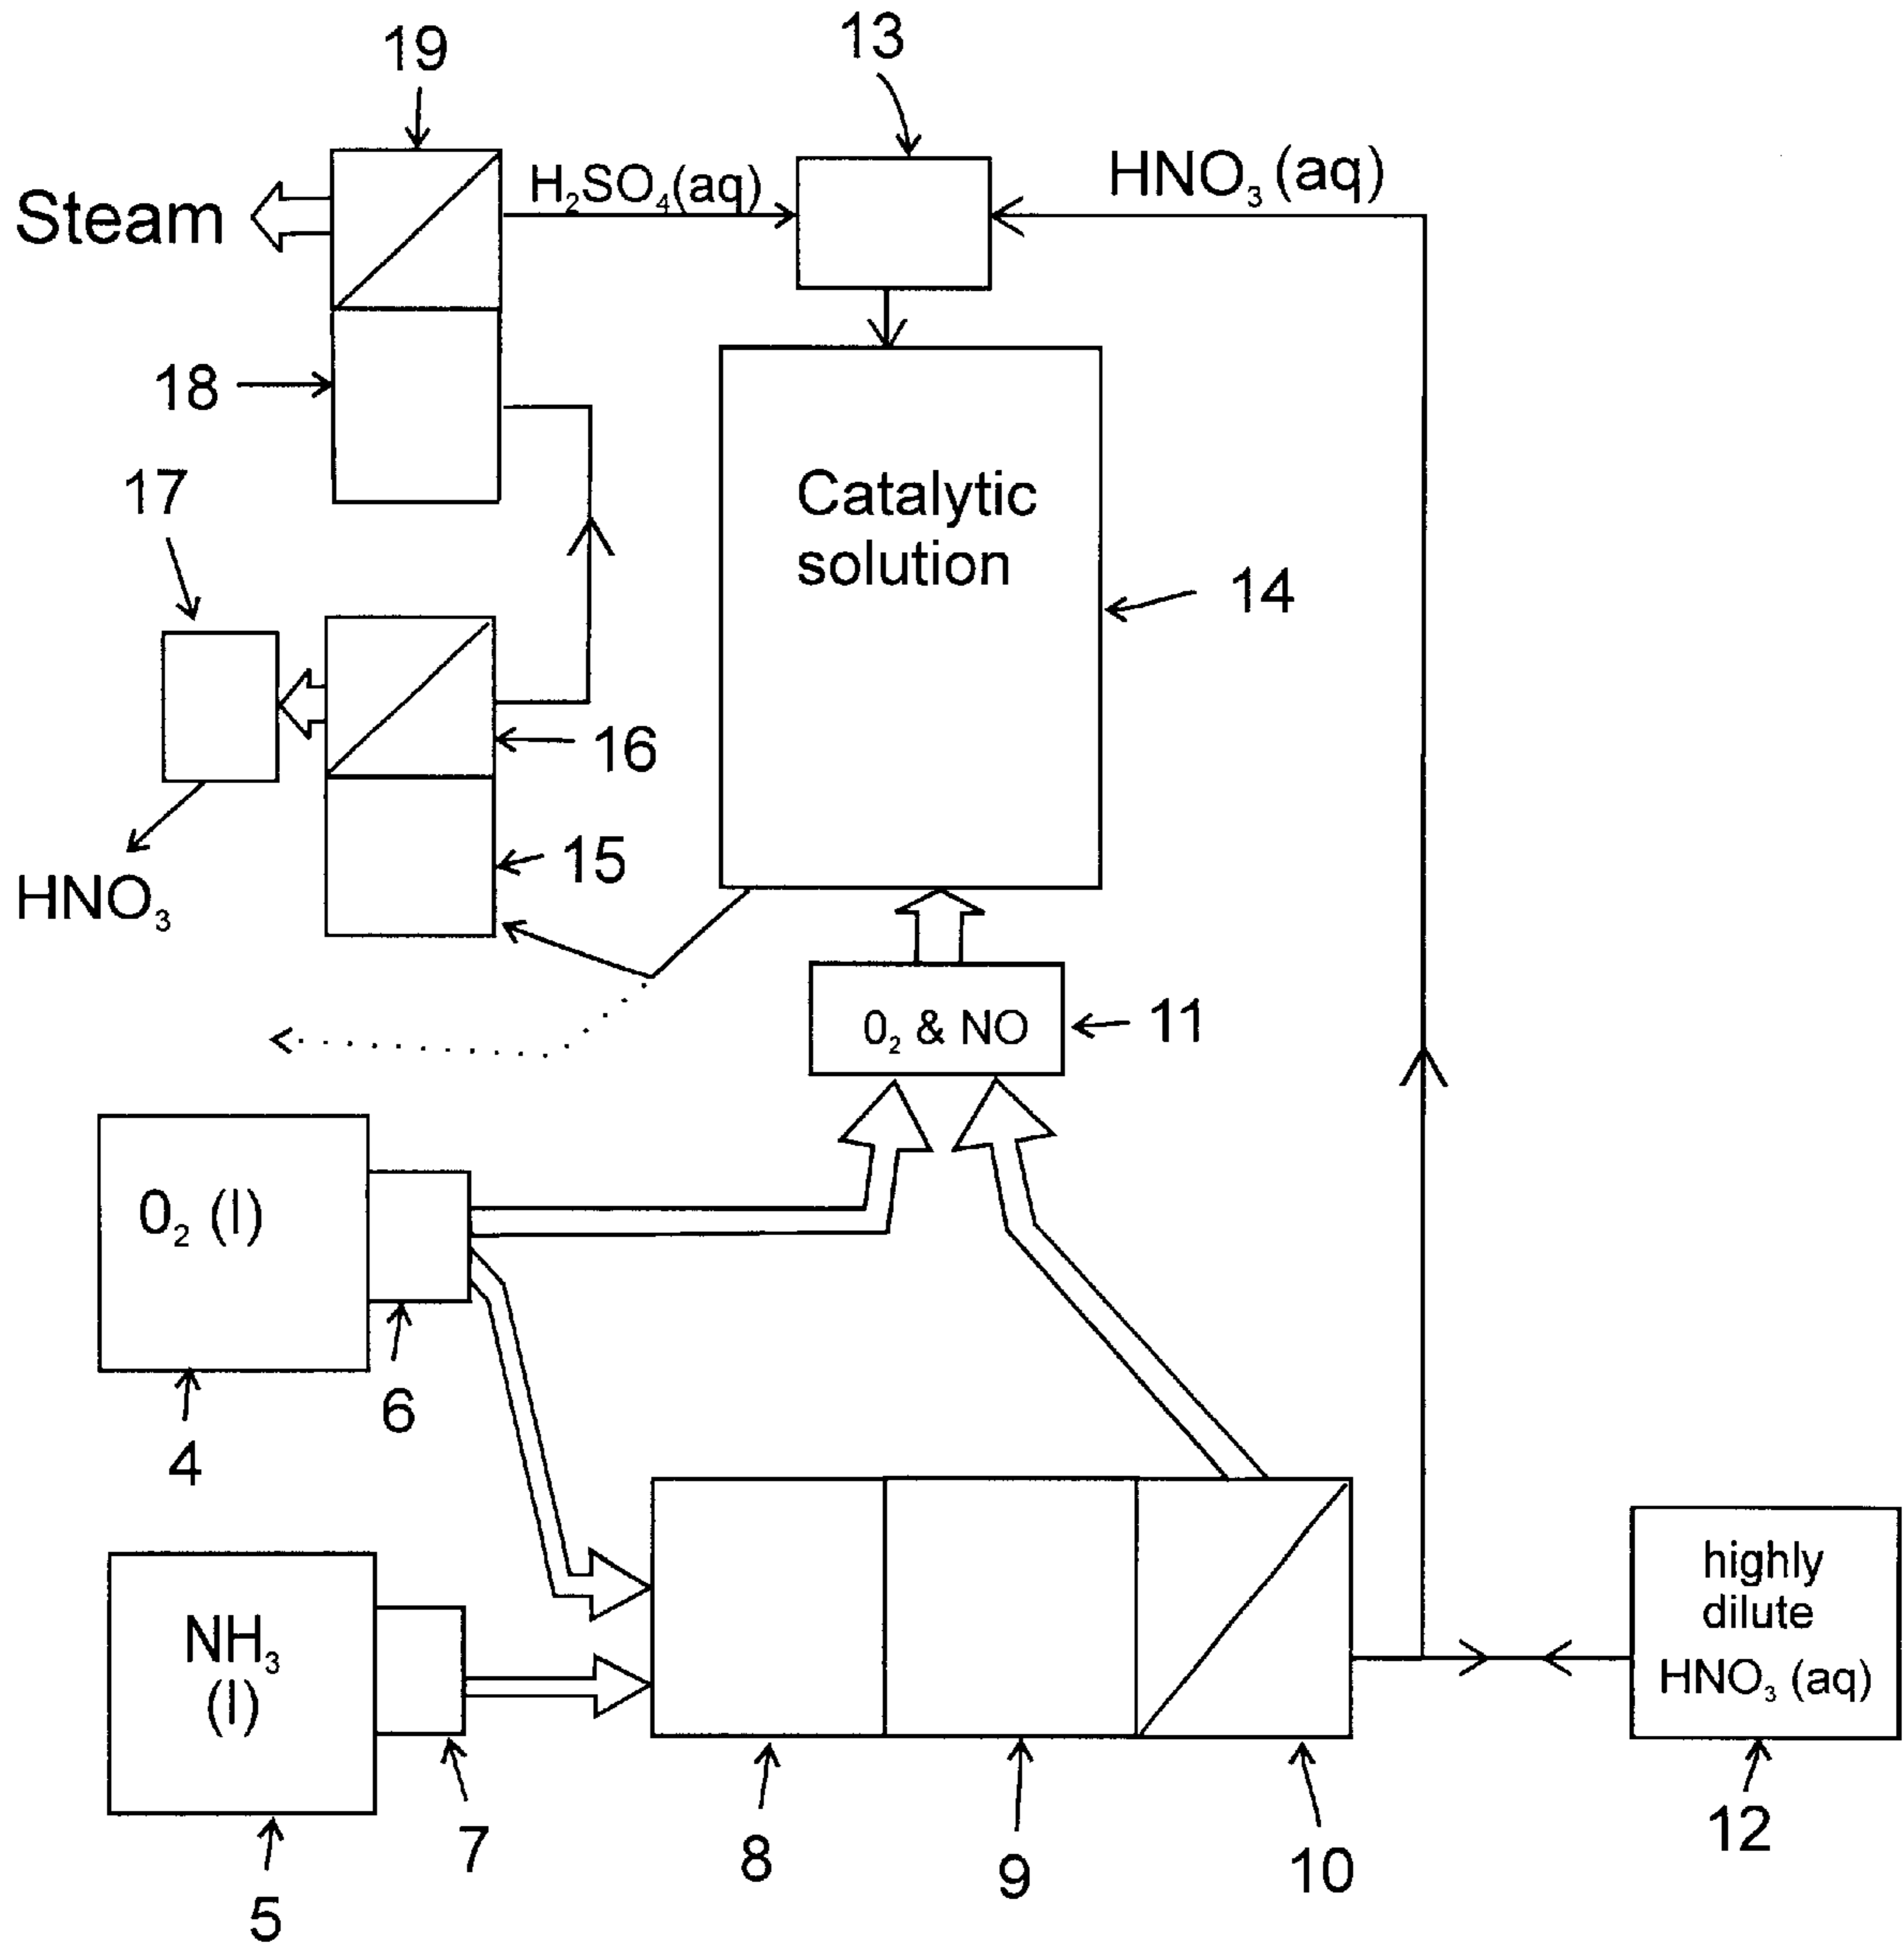 19
13
H₂SO₄(aq)
HNO₃ (aq)
Steam
18
17
Catalytic
solution
14
16
15
HNO₃
0₂ & NO
11
0₂ (l)
6
4
highly
dilute
HNO₃ (aq)
NH₃
(l)
12
7
8
9
10
5